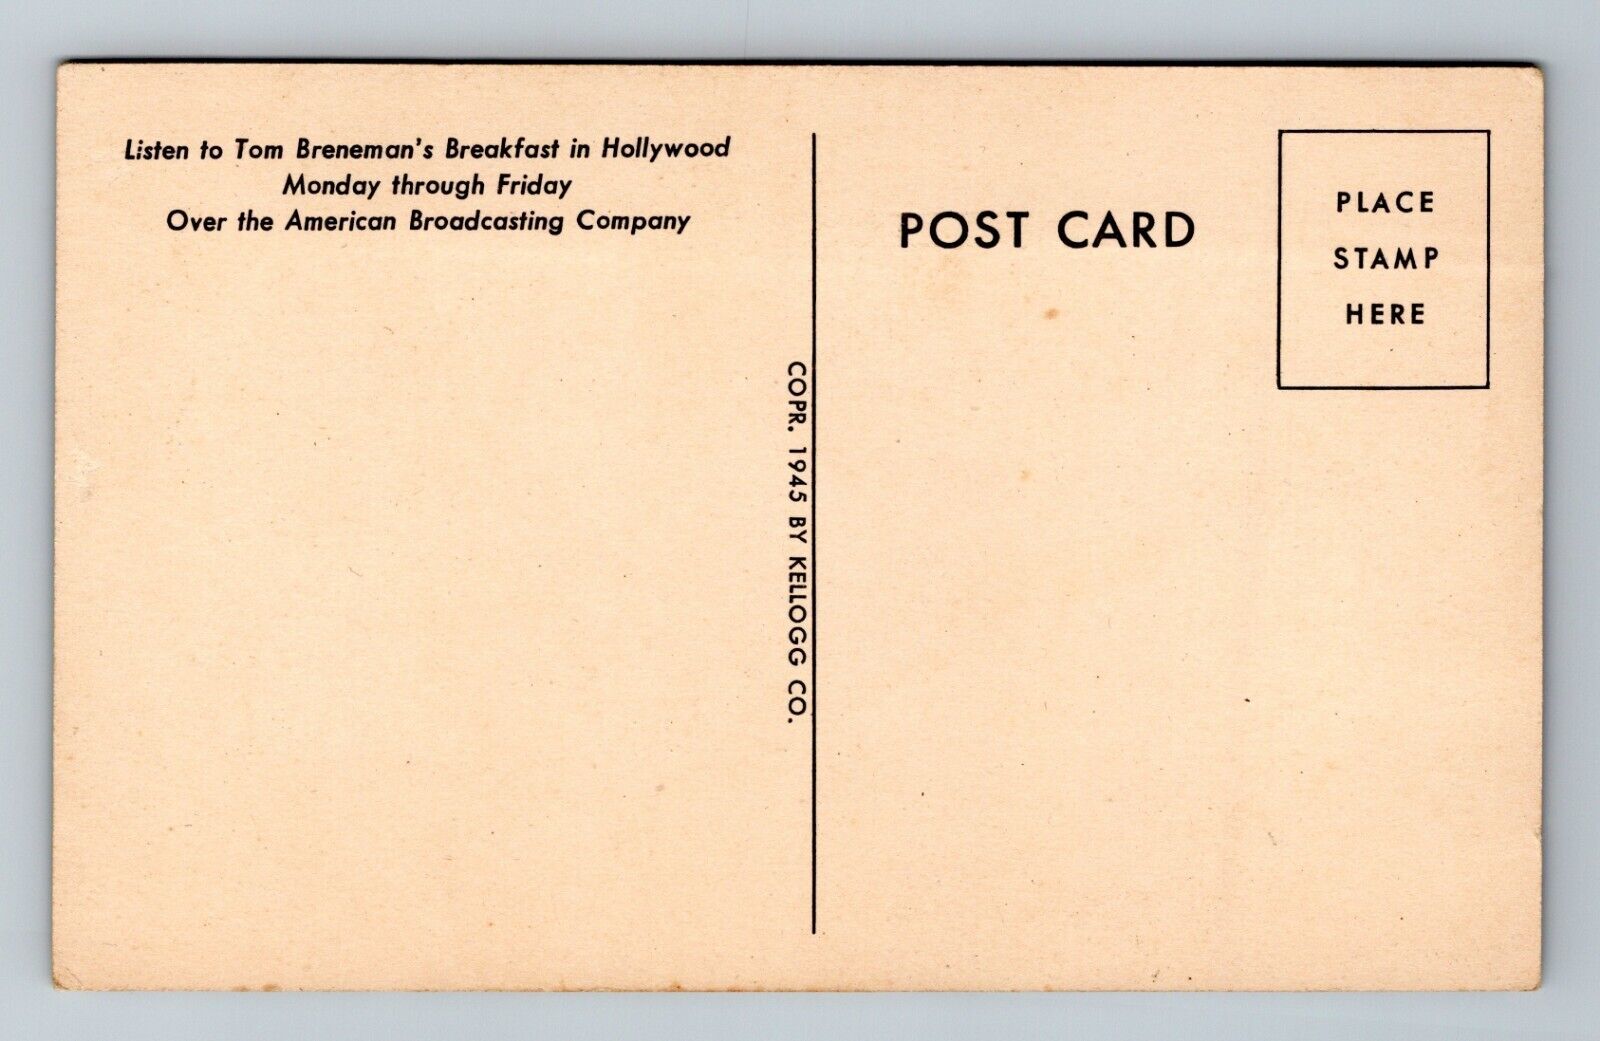 Listen to Tom Breneman's Breakfast in Hollywood
Monday through Friday
Over the American Broadcasting Company
COPR. 1945 BY KELLOGG CO.
POST CARD
PLACE
STAMP
HERE